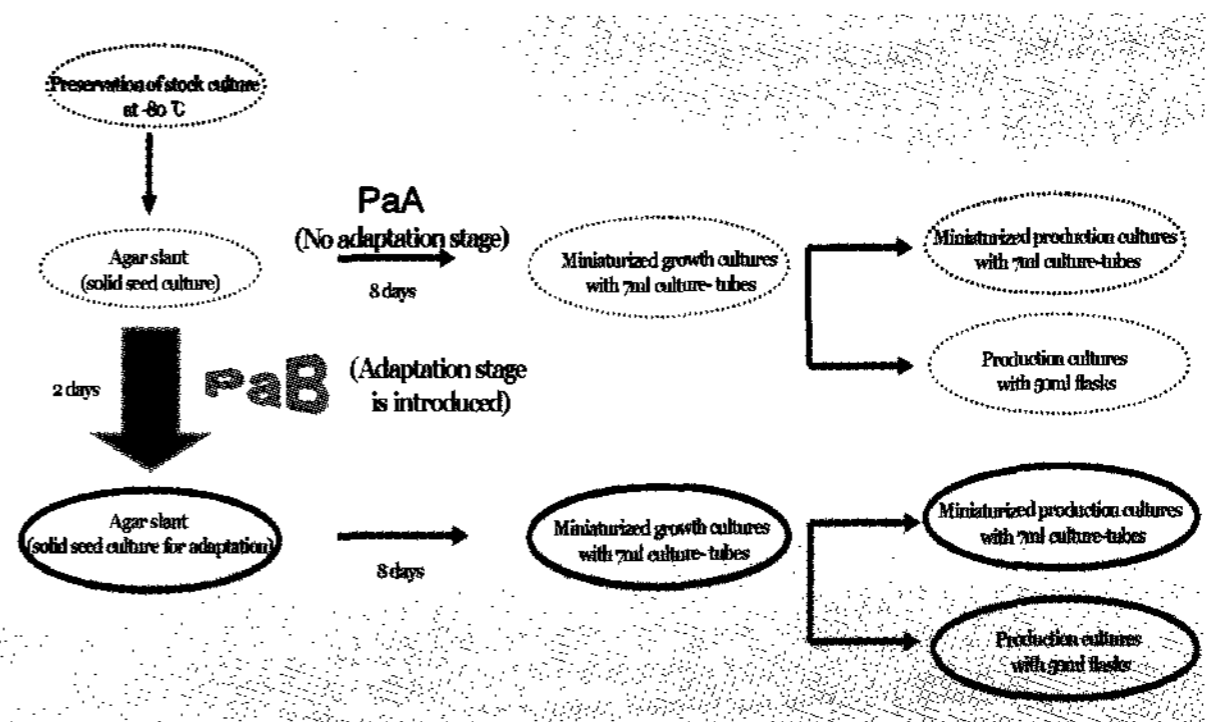 Preservation of stock culture
at -80 ℃
PaA
(No adaptation stage)
8 days
Agar slant
(solid seed culture)
Miniaturized growth cultures
with 7ml culture-tubes
Miniaturized production cultures
with 7ml culture-tubes
Production cultures
with 50ml flasks
2 days
PaB
(Adaptation stage
is introduced)
Agar slant
(solid seed culture for adaptation)
8 days
Miniaturized growth cultures
with 7ml culture-tubes
Miniaturized production cultures
with 7ml culture-tubes
Production cultures
with 50ml flasks